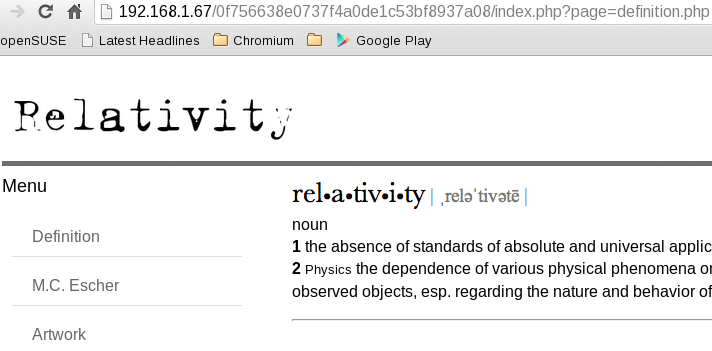 192.168.1.67/0f756638e0737f4a0de1c53bf8937a08/index.php?page=definition.php
openSUSE Latest Headlines Chromium Google Play
Relativity
Menu
Definition
M.C. Escher
Artwork
rel•a•tiv•i•ty | ˌreləˈtivətē |
noun
1 the absence of standards of absolute and universal applic
2 Physics the dependence of various physical phenomena on
observed objects, esp. regarding the nature and behavior of